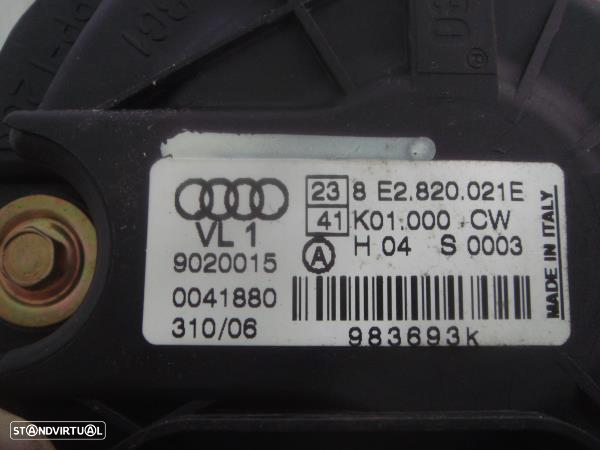 VL 1
9020015
0041880
310/06
23 8 E2.820.021E
41 K01.000 CW
A H 04 S 0003
983693k
MADE IN ITALY
STANDVIRTUAL